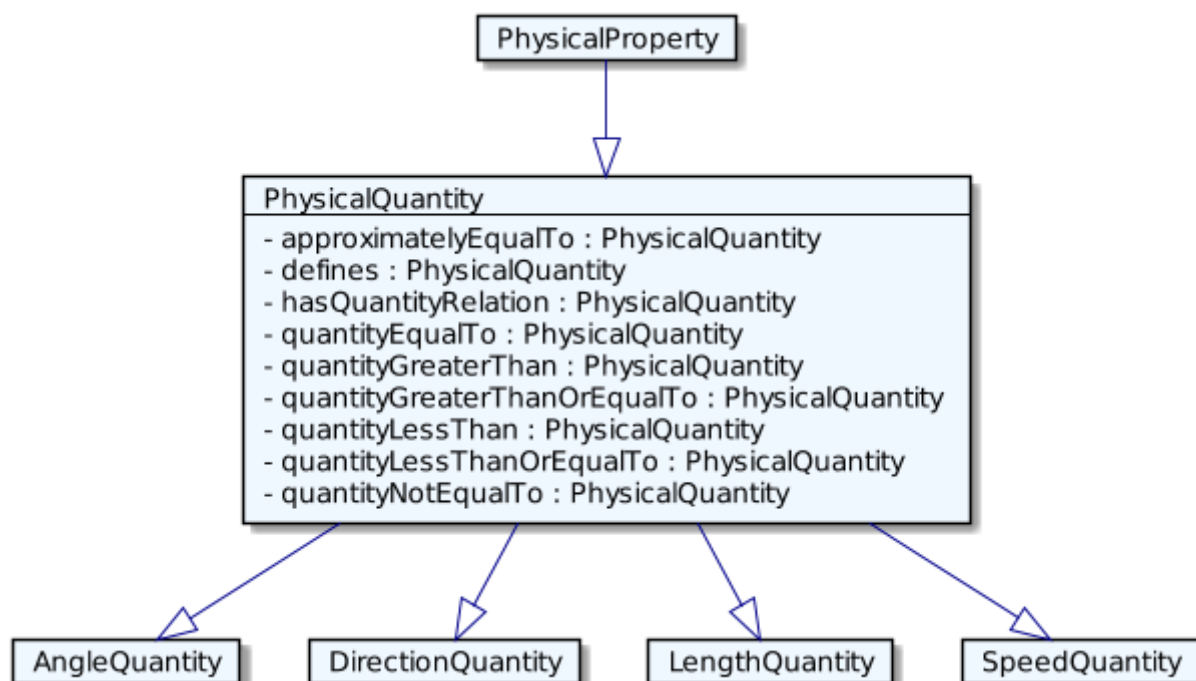 PhysicalProperty
PhysicalQuantity
- approximatelyEqualTo : PhysicalQuantity
- defines : PhysicalQuantity
- hasQuantityRelation : PhysicalQuantity
- quantityEqualTo : PhysicalQuantity
- quantityGreaterThan : PhysicalQuantity
- quantityGreaterThanOrEqualTo : PhysicalQuantity
- quantityLessThan : PhysicalQuantity
- quantityLessThanOrEqualTo : PhysicalQuantity
- quantityNotEqualTo : PhysicalQuantity
AngleQuantity
DirectionQuantity
LengthQuantity
SpeedQuantity